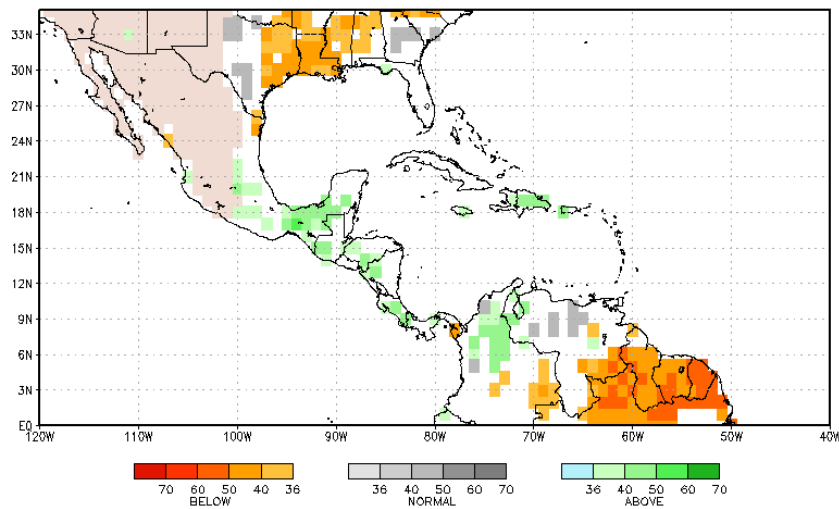 33N
30N
27N
24N
21N
18N
15N
12N
9N
6N
3N
EQ
120W 110W 100W 90W 80W 70W 60W 50W 40W
70 60 50 40 36 36 40 50 60 70 36 40 50 60 70
BELOW NORMAL ABOVE